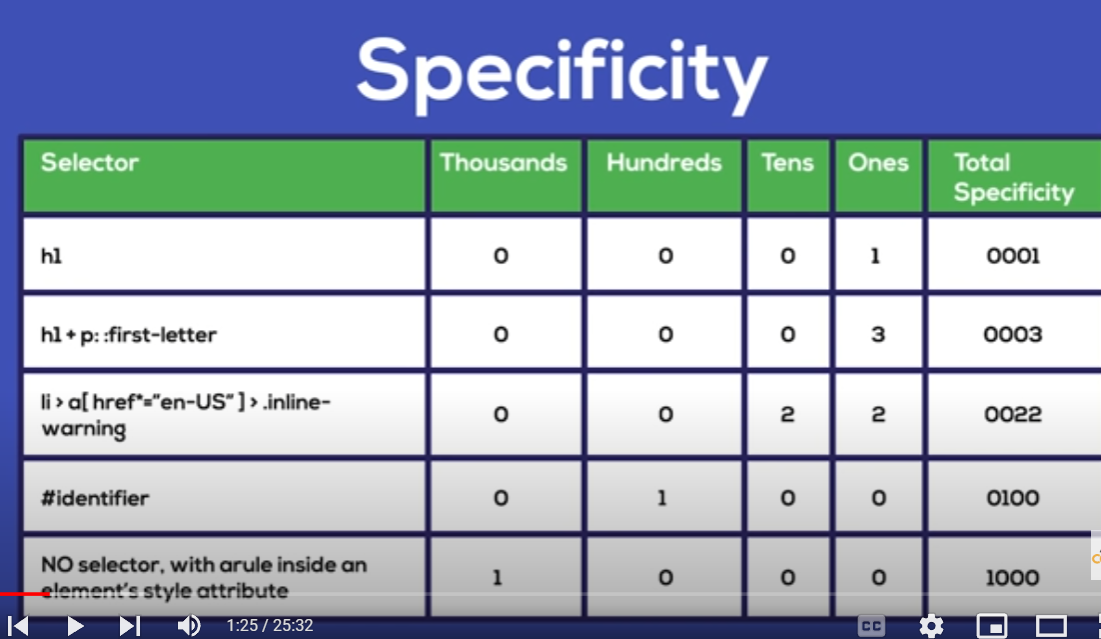 Specificity
Selector Thousands Hundreds Tens Ones Total Specificity
h1 0 0 0 1 0001
h1 + p: :first-letter 0 0 0 3 0003
li > a[ href*="en-US" ] > .inline-
warning 0 0 2 2 0022
#identifier 0 1 0 0 0100
NO selector, with arule inside an
element's style attribute 1 0 0 0 1000
1:25 / 25:32
CC